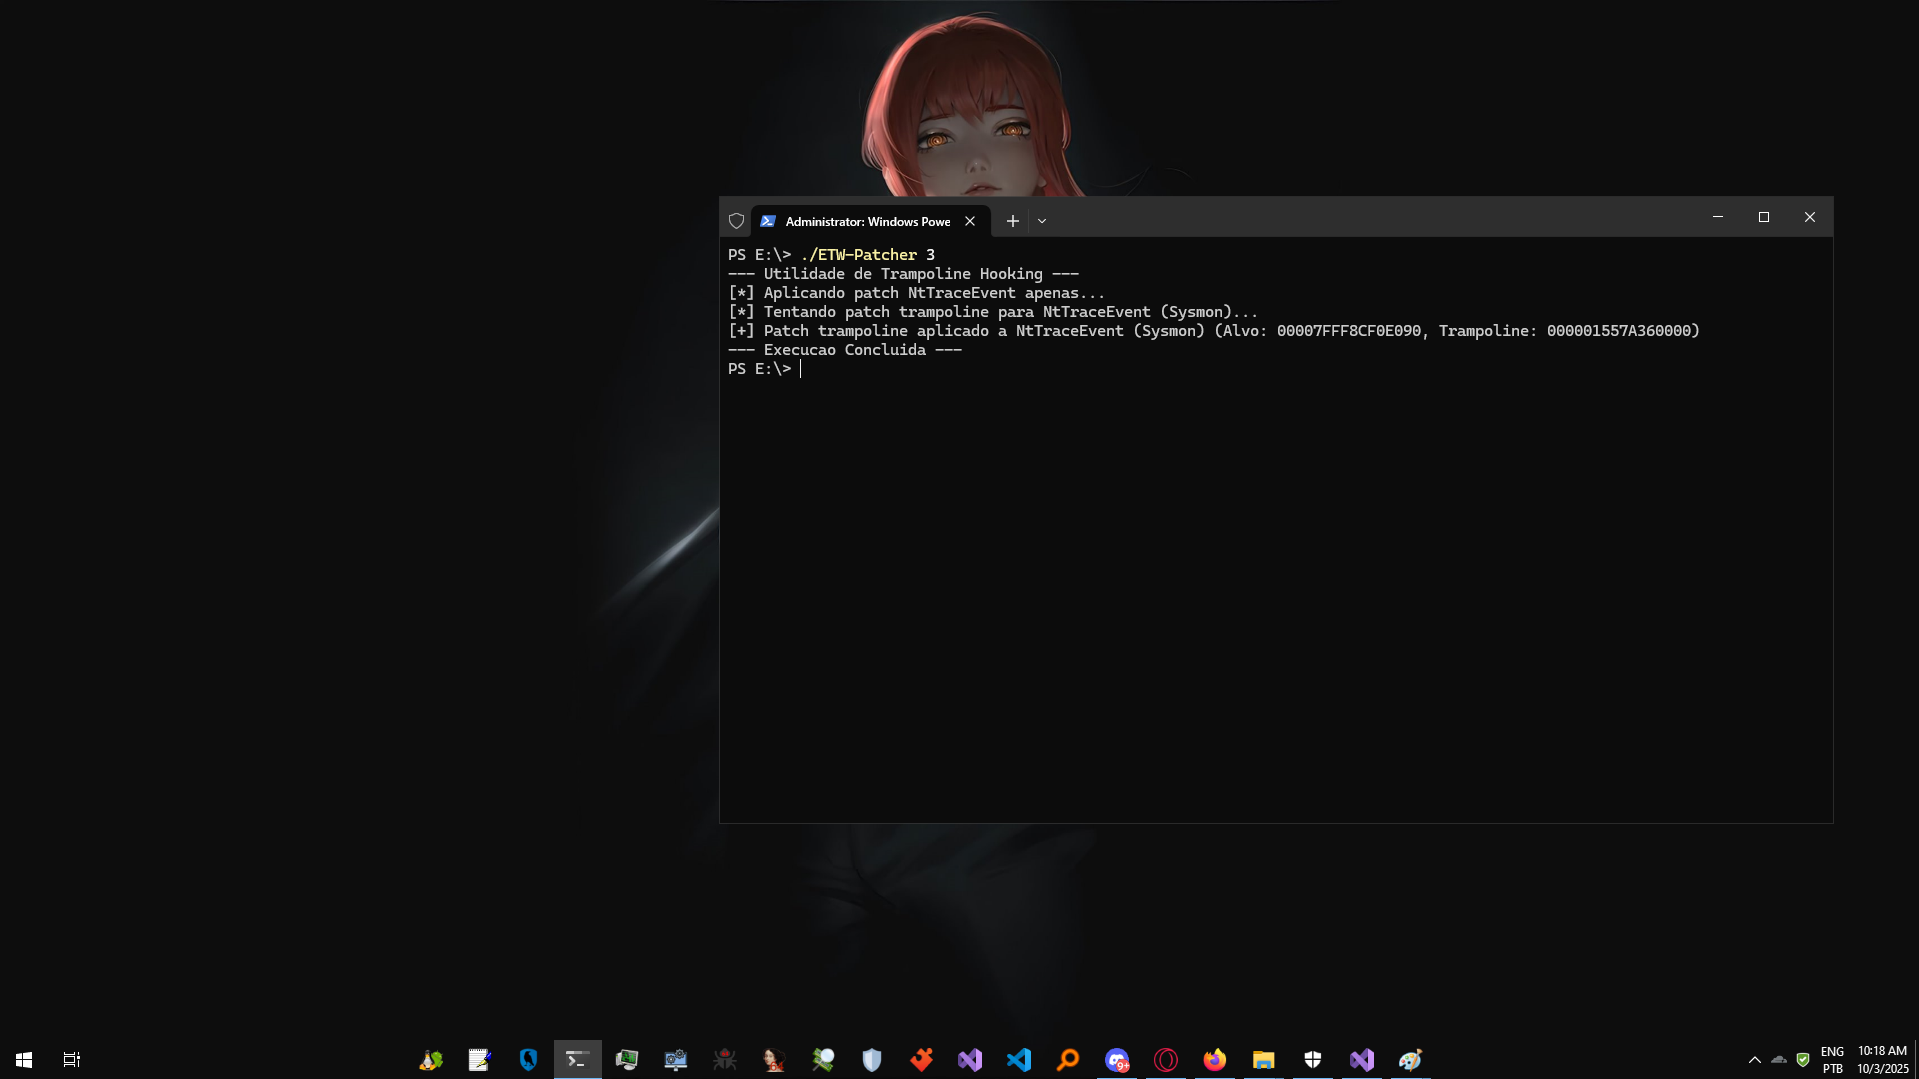 Administrator: Windows Powe
PS E:\> ./ETW-Patcher 3
--- Utilidade de Trampoline Hooking ---
[*] Aplicando patch NtTraceEvent apenas...
[*] Tentando patch trampoline para NtTraceEvent (Sysmon)...
[+] Patch trampoline aplicado a NtTraceEvent (Sysmon) (Alvo: 00007FFF8CF0E090, Trampoline: 000001557A360000)
--- Execucao Concluida ---
PS E:\>
9+
ENG
PTB
10:18 AM
10/3/2025